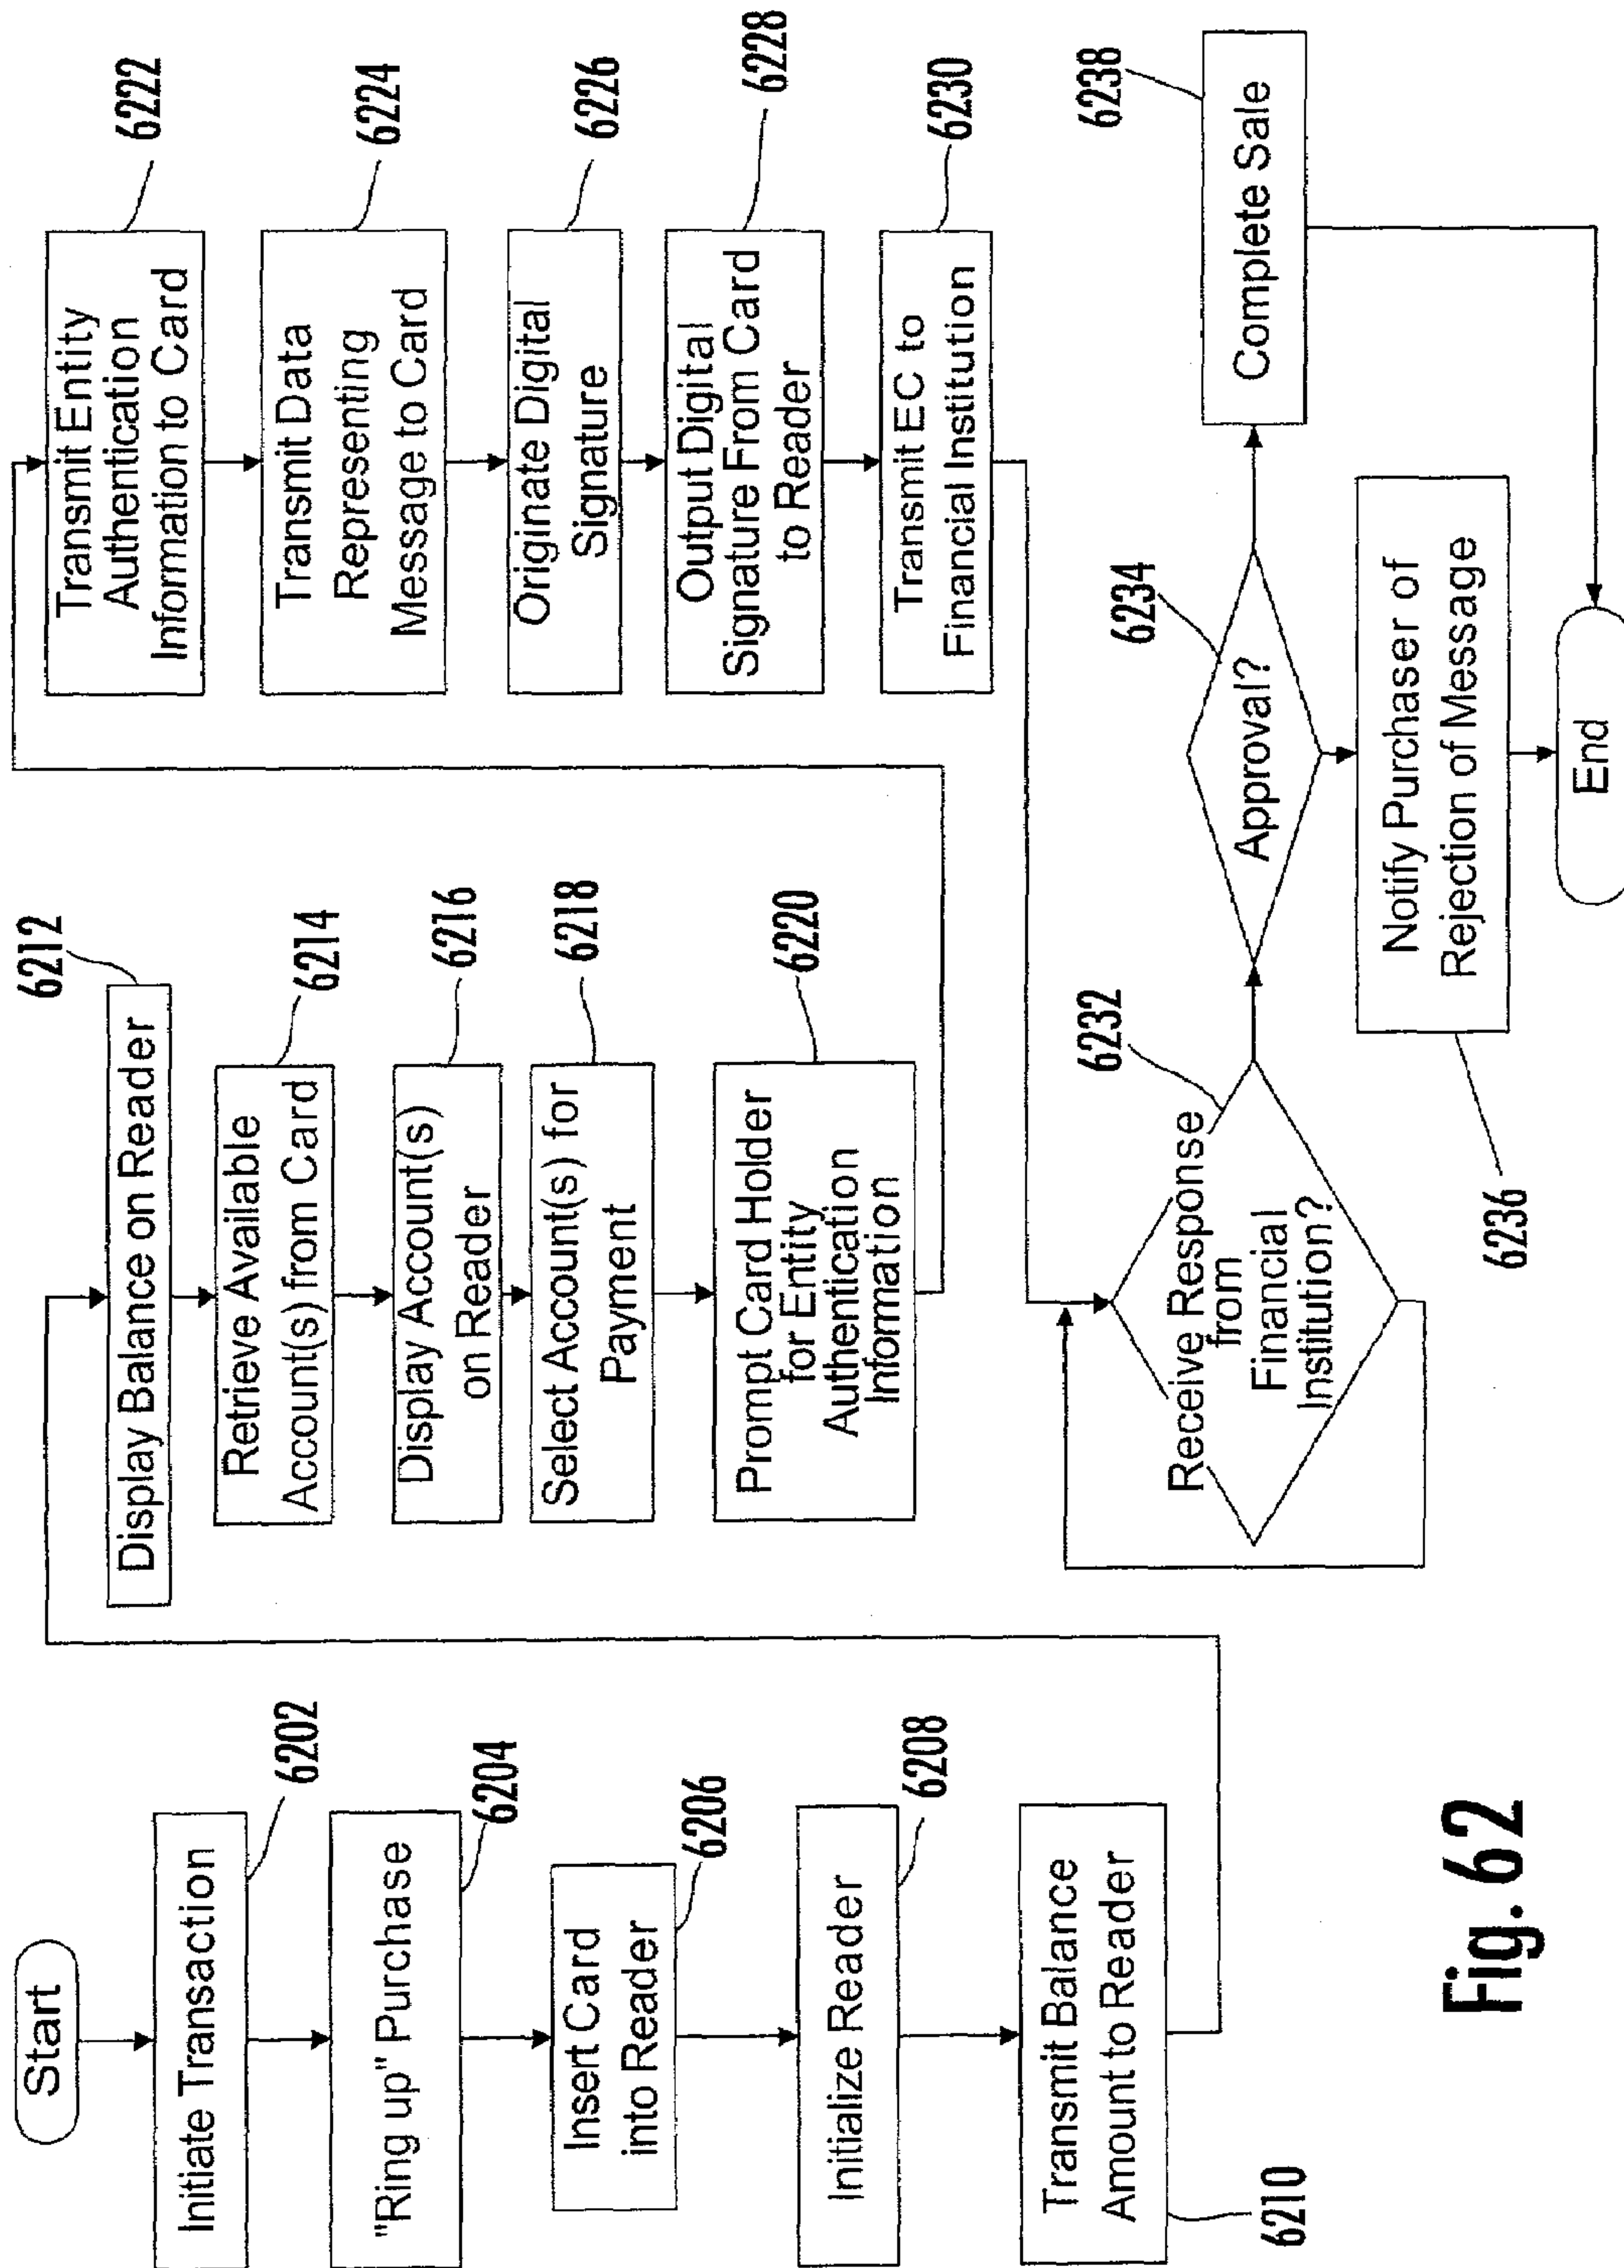 Start
Initiate Transaction
6202
"Ring up" Purchase
6204
Insert Card
into Reader
6206
Initialize Reader
6208
Transmit Balance
Amount to Reader
6210
6212
Display Balance on Reader
Retrieve Available
Account(s) from Card
6214
Display Account(s)
on Reader
6216
Select Account(s) for
Payment
6218
Prompt Card Holder
for Entity
Authentication
Information
6220
Transmit Entity
Authentication
Information to Card
6222
Transmit Data
Representing
Message to Card
6224
Originate Digital
Signature
6226
Output Digital
Signature From Card
to Reader
6228
Transmit EC to
Financial Institution
6230
Receive Response
from
Financial
Institution?
6232
Approval?
6234
Notify Purchaser of
Rejection of Message
6236
Complete Sale
6238
End
Fig. 62